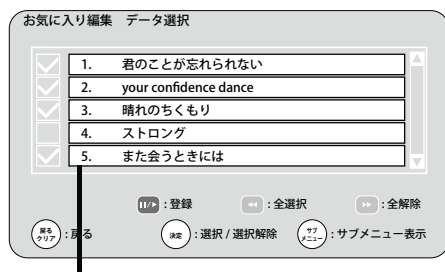 お気に入り編集 データ選択
1. 君のことが忘れられない
2. your confidence dance
3. 晴れのちくもり
4. ストロング
5. また会うときには
:登録 :全選択 :全解除
戻る クリア :戻る 決定 :選択 / 選択解除 サブ メニュー :サブメニュー表示